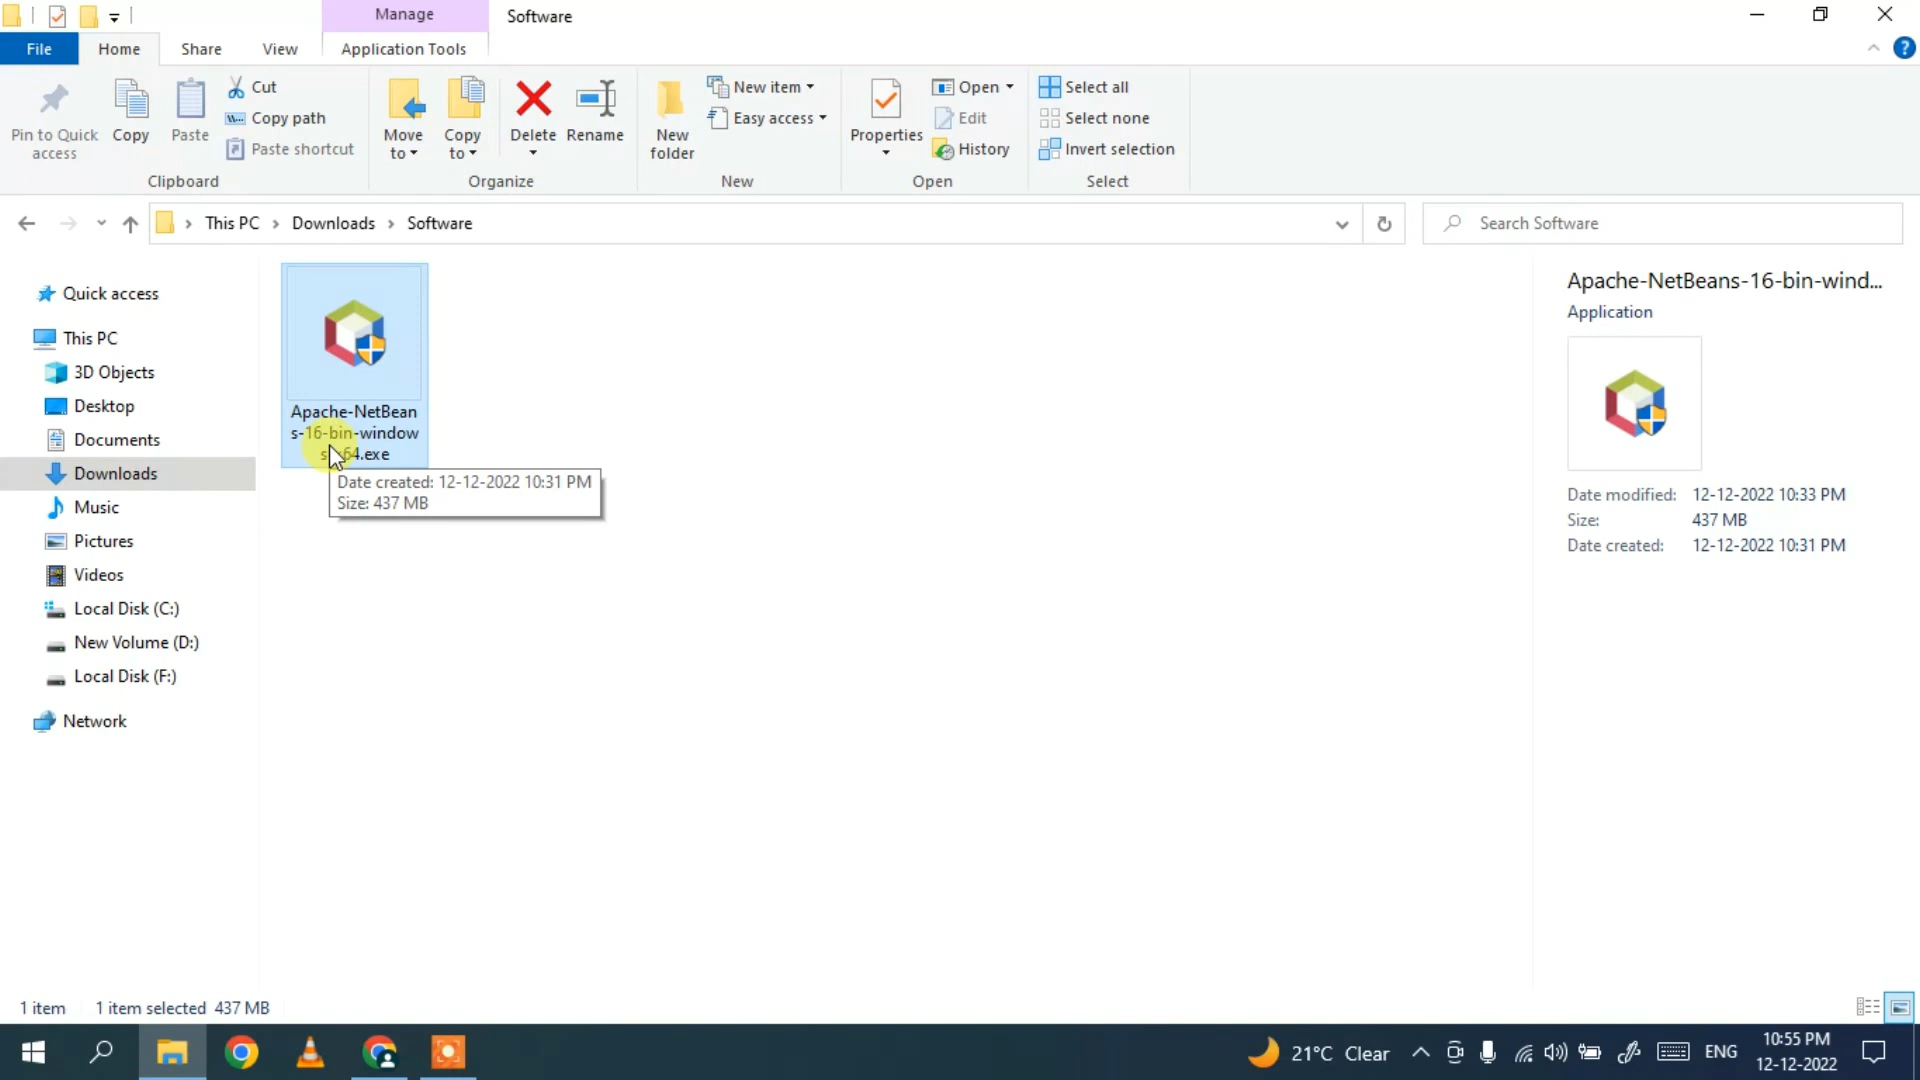 Manage
Software
File
Home
Share
View
Application Tools
Pin to Quick
access
Copy
Paste
Cut
Copy path
Paste shortcut
Clipboard
Move
to
Copy
to
Delete
Rename
Organize
New
folder
New item
Easy access
New
Properties
Open
Edit
History
Open
Select all
Select none
Invert selection
Select
This PC
Downloads
Software
Search Software
Quick access
This PC
3D Objects
Desktop
Documents
Downloads
Music
Pictures
Videos
Local Disk (C:)
New Volume (D:)
Local Disk (F:)
Network
Apache-NetBean
s-16-bin-window
64.exe
Date created: 12-12-2022 10:31 PM
Size: 437 MB
Apache-NetBeans-16-bin-wind...
Application
Date modified: 12-12-2022 10:33 PM
Size: 437 MB
Date created: 12-12-2022 10:31 PM
1 item
1 item selected 437 MB
21°C Clear
ENG
10:55 PM
12-12-2022